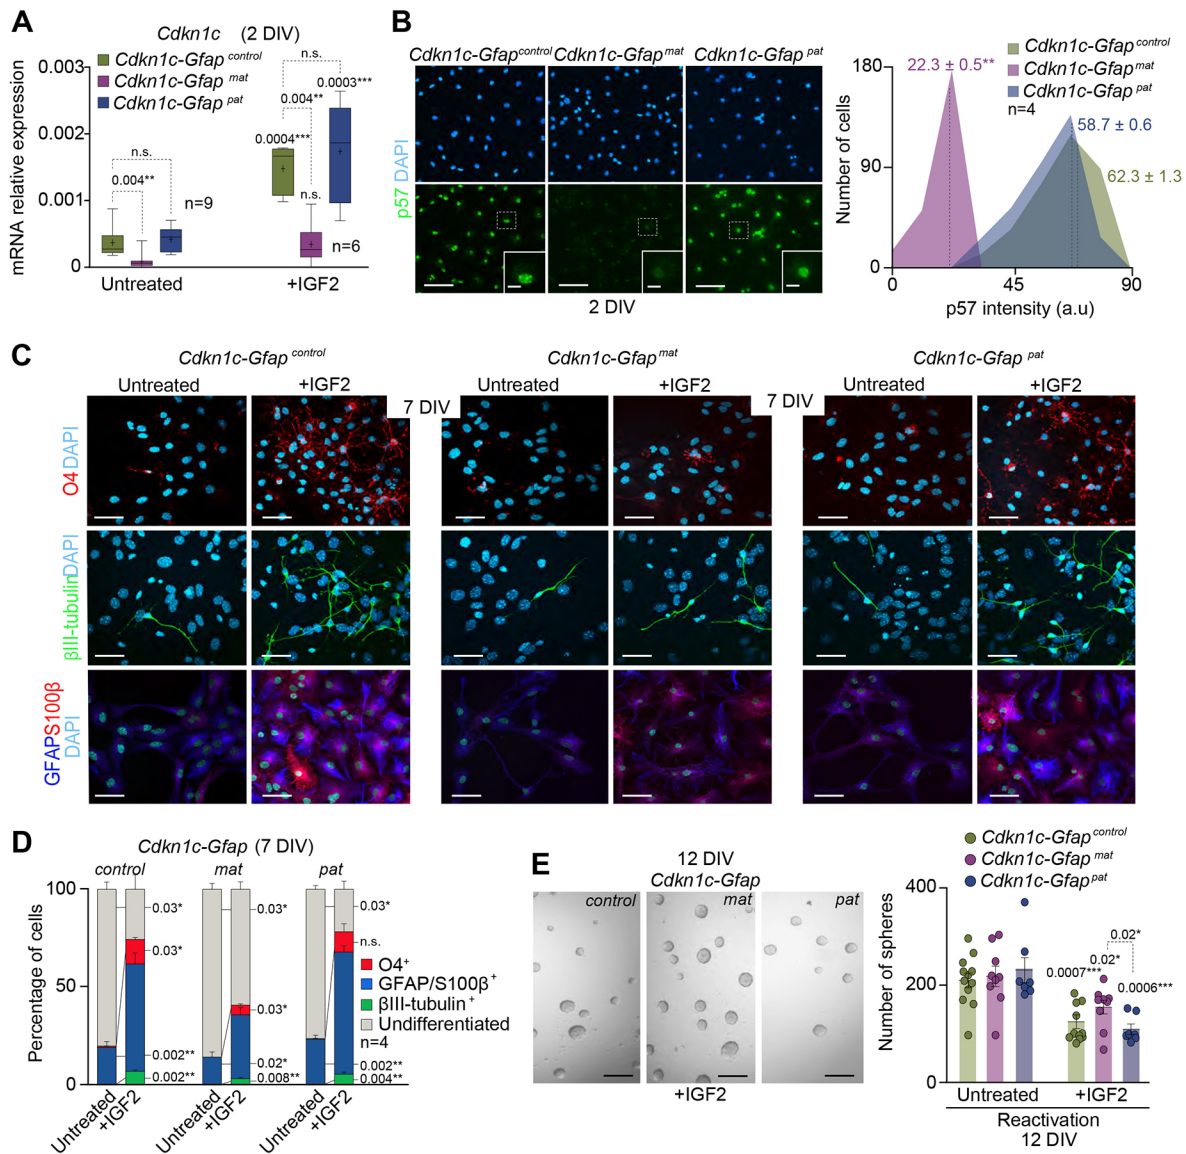 A
Cdkn1c (2 DIV)
Cdkn1c-Gfap control
Cdkn1c-Gfap mat
Cdkn1c-Gfap pat
mRNA relative expression
0.003
0.002
0.001
0
n.s.
0.004**
n=9
n.s.
0.0003***
0.004**
0.0004***
n.s.
n=6
Untreated
+IGF2
B
Cdkn1c-Gfap control
Cdkn1c-Gfap mat
Cdkn1c-Gfap pat
p57 DAPI
2 DIV
Cdkn1c-Gfap control
Cdkn1c-Gfap mat
Cdkn1c-Gfap pat
n=4
22.3 ± 0.5**
58.7 ± 0.6
62.3 ± 1.3
Number of cells
180
90
0
0
45
90
p57 intensity (a.u)
C
Cdkn1c-Gfap control
Cdkn1c-Gfap mat
Cdkn1c-Gfap pat
Untreated
+IGF2
7 DIV
Untreated
+IGF2
7 DIV
Untreated
+IGF2
O4 DAPI
βIII-tubulinDAPI
GFAPS100β
DAPI
D
Cdkn1c-Gfap (7 DIV)
control
mat
pat
Percentage of cells
100
50
0
0.03*
0.03*
0.002**
0.002**
0.03*
0.03*
0.02*
0.008**
0.03*
n.s.
0.002**
0.004**
O4+
GFAP/S100β+
βIII-tubulin+
Undifferentiated
n=4
Untreated
+IGF2
Untreated
+IGF2
Untreated
+IGF2
E
12 DIV
Cdkn1c-Gfap
control
mat
pat
+IGF2
Cdkn1c-Gfap control
Cdkn1c-Gfap mat
Cdkn1c-Gfap pat
Number of spheres
400
200
0
0.0007***
0.02*
0.02*
0.0006***
Untreated
+IGF2
Reactivation
12 DIV